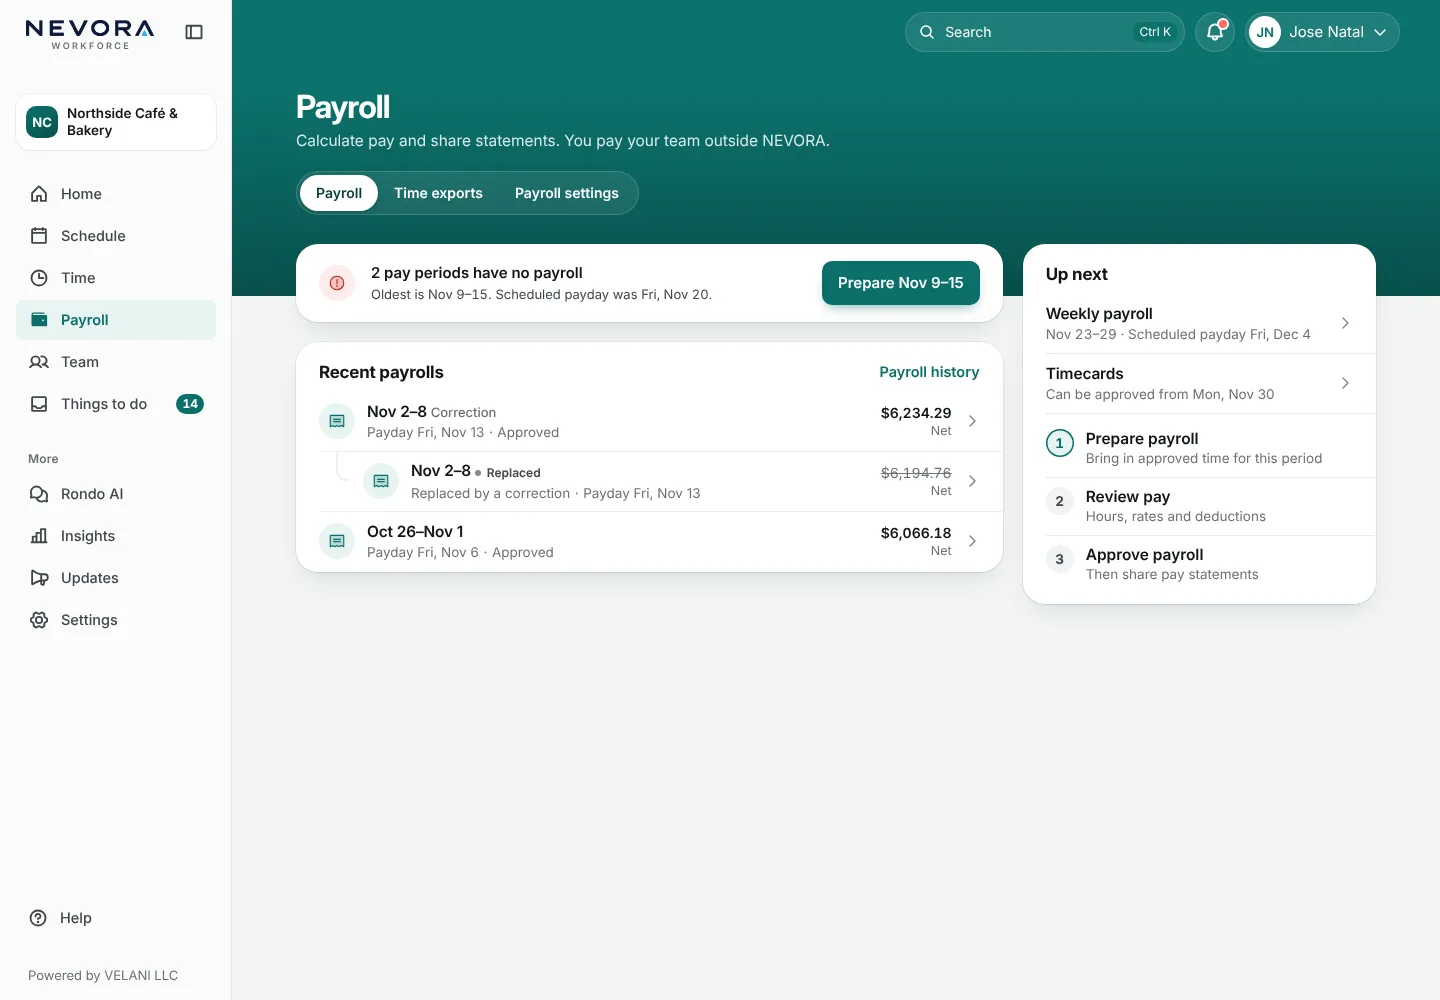 NEVORA
WORKFORCE
Search
Ctrl K
JN
Jose Natal
NC
Northside Café &
Bakery
Home
Schedule
Time
Payroll
Team
Things to do
14
More
Rondo AI
Insights
Updates
Settings
Help
Powered by VELANI LLC
Payroll
Calculate pay and share statements. You pay your team outside NEVORA.
Payroll
Time exports
Payroll settings
2 pay periods have no payroll
Oldest is Nov 9–15. Scheduled payday was Fri, Nov 20.
Prepare Nov 9–15
Recent payrolls
Payroll history
Nov 2–8 Correction
Payday Fri, Nov 13 · Approved
$6,234.29
Net
Nov 2–8 Replaced
Replaced by a correction · Payday Fri, Nov 13
$6,194.76
Net
Oct 26–Nov 1
Payday Fri, Nov 6 · Approved
$6,066.18
Net
Up next
Weekly payroll
Nov 23–29 · Scheduled payday Fri, Dec 4
Timecards
Can be approved from Mon, Nov 30
1
Prepare payroll
Bring in approved time for this period
2
Review pay
Hours, rates and deductions
3
Approve payroll
Then share pay statements